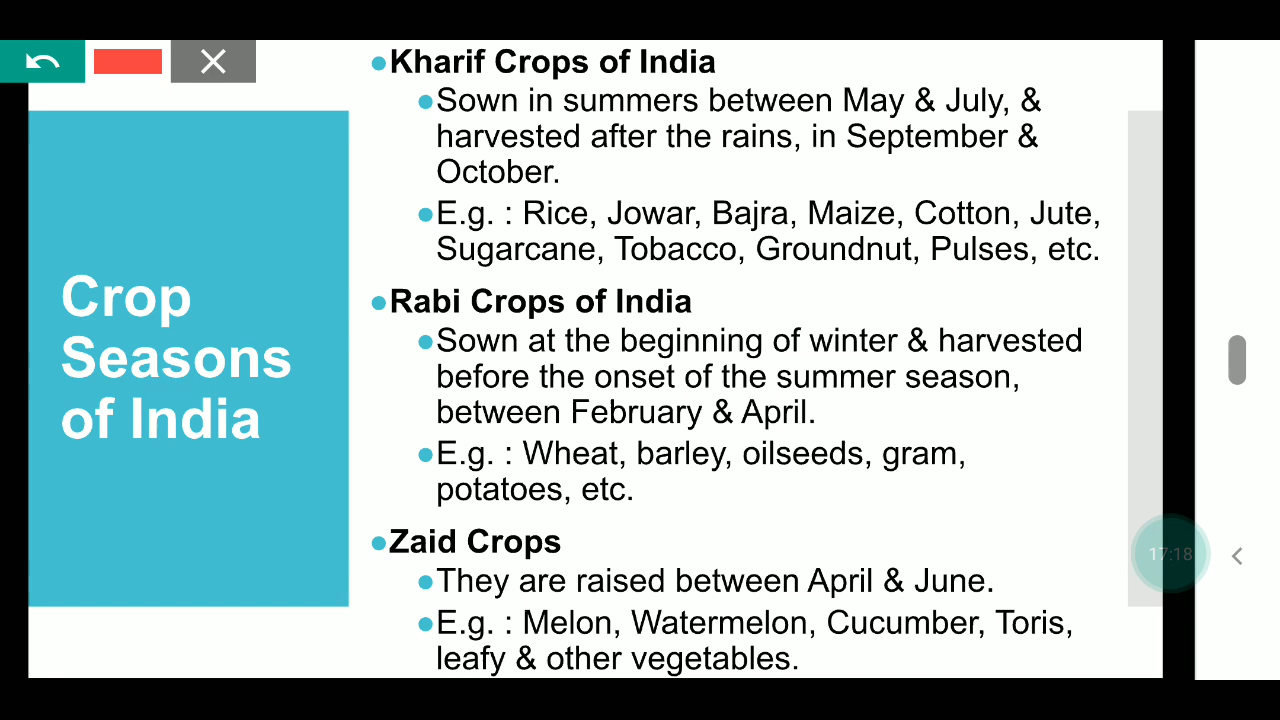 Crop
Seasons
of India
●Kharif Crops of India
●Sown in summers between May & July, &
harvested after the rains, in September &
October.
●E.g. : Rice, Jowar, Bajra, Maize, Cotton, Jute,
Sugarcane, Tobacco, Groundnut, Pulses, etc.
●Rabi Crops of India
●Sown at the beginning of winter & harvested
before the onset of the summer season,
between February & April.
●E.g. : Wheat, barley, oilseeds, gram,
potatoes, etc.
●Zaid Crops
●They are raised between April & June.
●E.g. : Melon, Watermelon, Cucumber, Toris,
leafy & other vegetables.
17:18